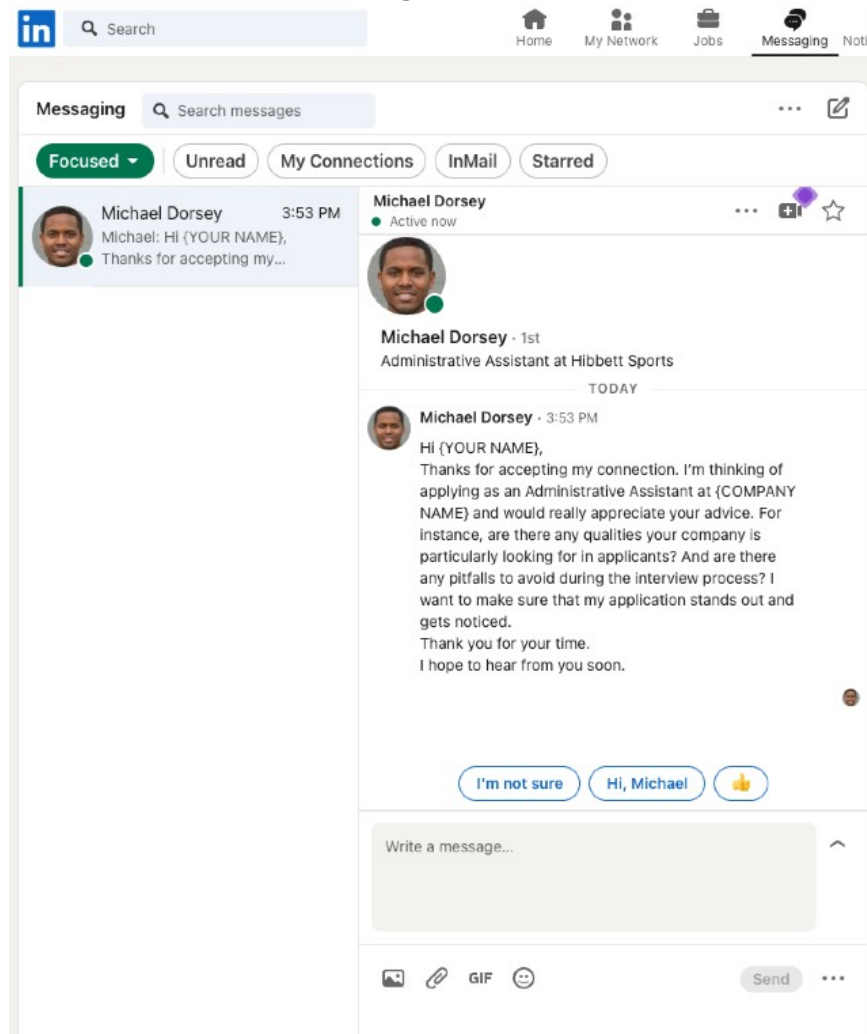 in
Search
Home
My Network
Jobs
Messaging
Noti
Messaging
Search messages
Focused
Unread
My Connections
InMail
Starred
Michael Dorsey
3:53 PM
Michael: Hi {YOUR NAME},
Thanks for accepting my...
Michael Dorsey
Active now
Michael Dorsey · 1st
Administrative Assistant at Hibbett Sports
TODAY
Michael Dorsey · 3:53 PM
Hi {YOUR NAME},
Thanks for accepting my connection. I'm thinking of
applying as an Administrative Assistant at {COMPANY
NAME} and would really appreciate your advice. For
instance, are there any qualities your company is
particularly looking for in applicants? And are there
any pitfalls to avoid during the interview process? I
want to make sure that my application stands out and
gets noticed.
Thank you for your time.
I hope to hear from you soon.
I'm not sure
Hi, Michael
👍
Write a message...
GIF
Send